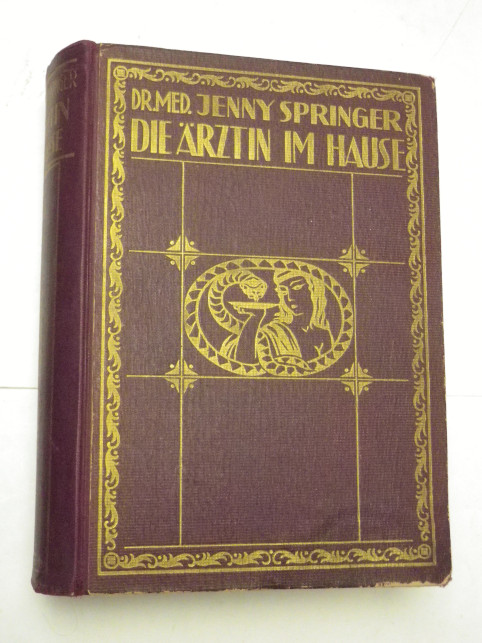 DR. MED. JENNY SPRINGER
DIE ÄRZTIN IM HAUSE